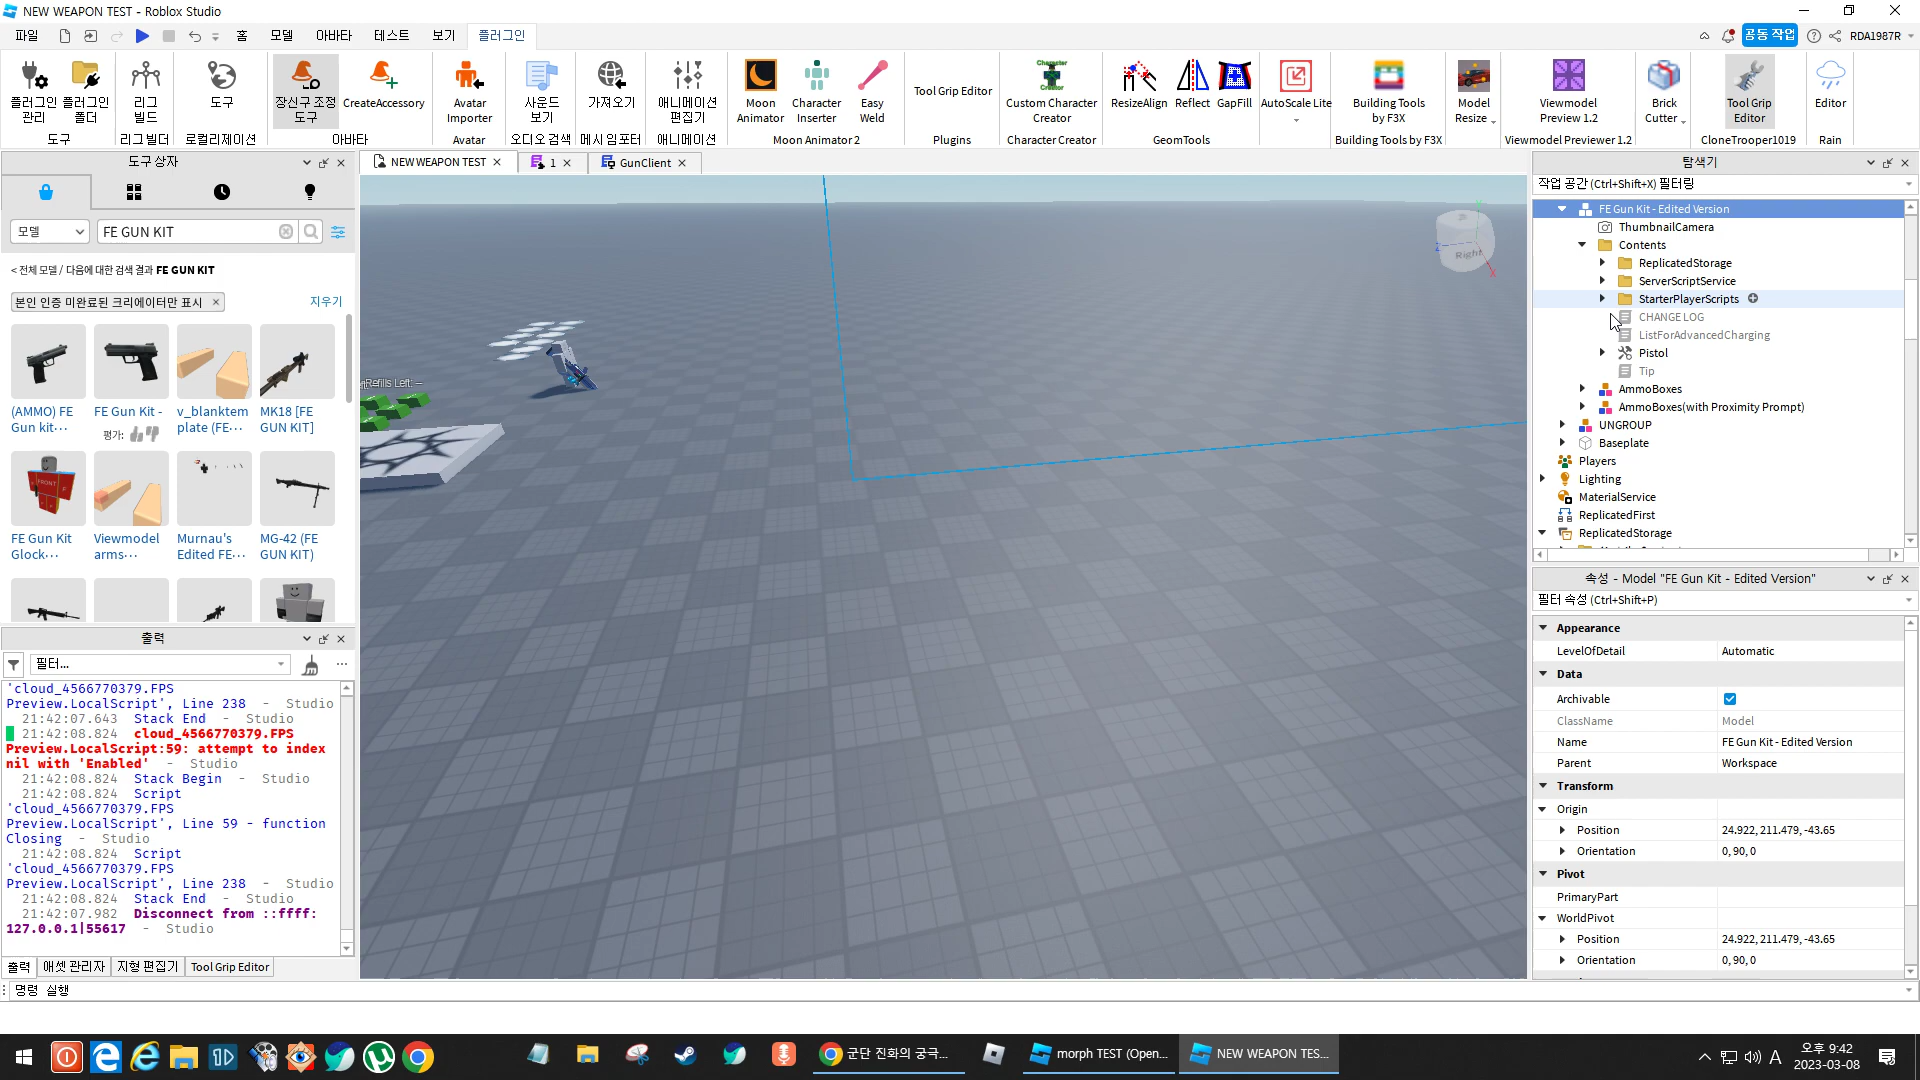 NEW WEAPON TEST - Roblox Studio
파일 홈 모델 아바타 테스트 보기 플러그인
공동 작업 RDA1987R
플러그인 관리
플러그인 폴더
리그 빌드
도구
장신구 조정 도구
CreateAccessory
Avatar Importer
사운드 보기
가져오기
애니메이션 편집기
Moon Animator
Character Inserter
Easy Weld
Tool Grip Editor
Custom Character Creator
ResizeAlign
Reflect
GapFill
AutoScale Lite
Building Tools by F3X
Model Resize
Viewmodel Preview 1.2
Brick Cutter
Tool Grip Editor
Editor
도구 리그 빌더 로컬리제이션 아바타 Avatar 오디오 검색 메시 임포터 애니메이션 Moon Animator 2 Plugins Character Creator GeomTools Building Tools by F3X Viewmodel Previewer 1.2 CloneTrooper1019 Rain
도구 상자
모델 FE GUN KIT
< 전체 모델 / 다음에 대한 검색 결과 FE GUN KIT
본인 인증 미완료된 크리에이터만 표시 ×
지우기
(AMMO) FE Gun kit...
FE Gun Kit -
평가:
v_blanktemplate (FE...
MK18 [FE GUN KIT]
FE Gun Kit Glock...
FRONT
Viewmodel arms...
Murnau's Edited FE...
MG-42 (FE GUN KIT)
출력
필터...
'cloud_4566770379.FPS
Preview.LocalScript', Line 238 - Studio
21:42:07.643 Stack End - Studio
21:42:08.824 cloud_4566770379.FPS
Preview.LocalScript:59: attempt to index
nil with 'Enabled' - Studio
21:42:08.824 Stack Begin - Studio
21:42:08.824 Script
'cloud_4566770379.FPS
Preview.LocalScript', Line 59 - function
Closing - Studio
21:42:08.824 Script
'cloud_4566770379.FPS
Preview.LocalScript', Line 238 - Studio
21:42:08.824 Stack End - Studio
21:42:07.982 Disconnect from ::ffff:
127.0.0.1|55617 - Studio
출력 애셋 관리자 지형 편집기 Tool Grip Editor
명령 실행
NEW WEAPON TEST × 1 × GunClient ×
Refills Left: --
Right
탐색기
작업 공간 (Ctrl+Shift+X) 필터링
FE Gun Kit - Edited Version
ThumbnailCamera
Contents
ReplicatedStorage
ServerScriptService
StarterPlayerScripts
CHANGE LOG
ListForAdvancedCharging
Pistol
Tip
AmmoBoxes
AmmoBoxes(with Proximity Prompt)
UNGROUP
Baseplate
Players
Lighting
MaterialService
ReplicatedFirst
ReplicatedStorage
속성 - Model "FE Gun Kit - Edited Version"
필터 속성 (Ctrl+Shift+P)
Appearance
LevelOfDetail Automatic
Data
Archivable
ClassName Model
Name FE Gun Kit - Edited Version
Parent Workspace
Transform
Origin
Position 24.922, 211.479, -43.65
Orientation 0, 90, 0
Pivot
PrimaryPart
WorldPivot
Position 24.922, 211.479, -43.65
Orientation 0, 90, 0
군단 진화의 궁극...
morph TEST (Open...
NEW WEAPON TES...
A
오후 9:42
2023-03-08